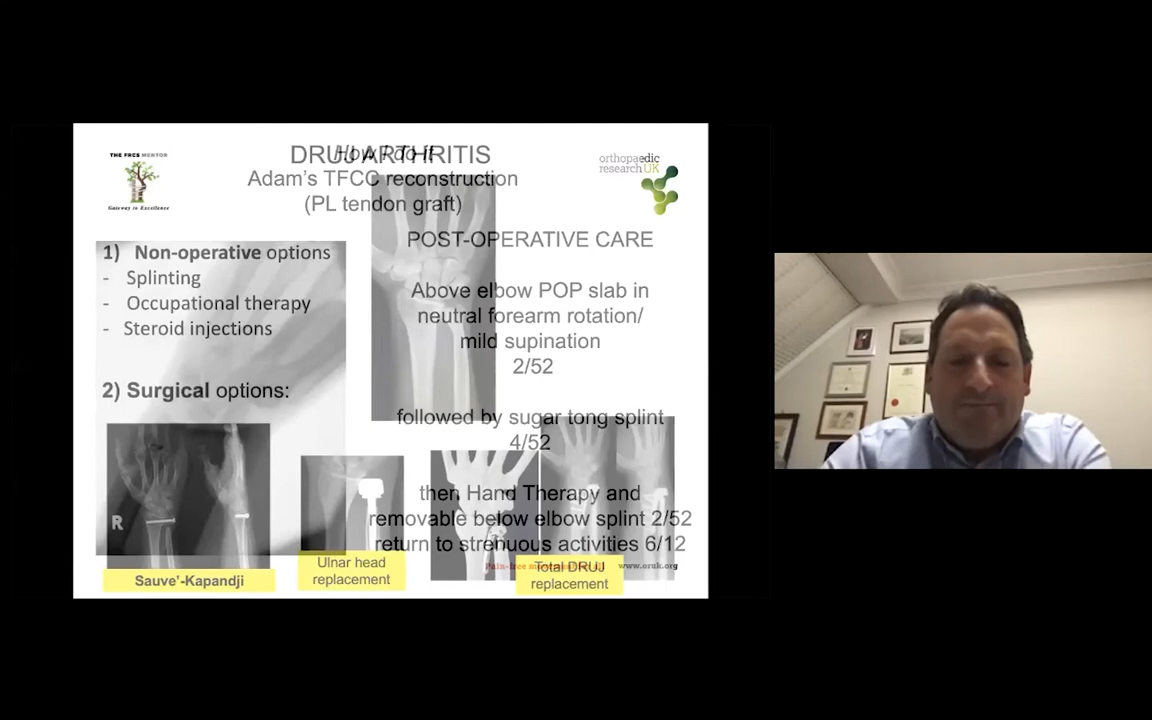 THE FRCS MENTOR
Gateway to Excellence
DRUJ ARTHRITIS
How I do it
Adam's TFCC reconstruction
(PL tendon graft)
orthopaedic
research UK
1) Non-operative options
- Splinting
- Occupational therapy
- Steroid injections
2) Surgical options:
POST-OPERATIVE CARE
Above elbow POP slab in
neutral forearm rotation/
mild supination
2/52
followed by sugar tong splint
4/52
then Hand Therapy and
removable below elbow splint 2/52
return to strenuous activities 6/12
R
Sauve'-Kapandji
Ulnar head
replacement
Total DRUJ
replacement
www.oruk.org